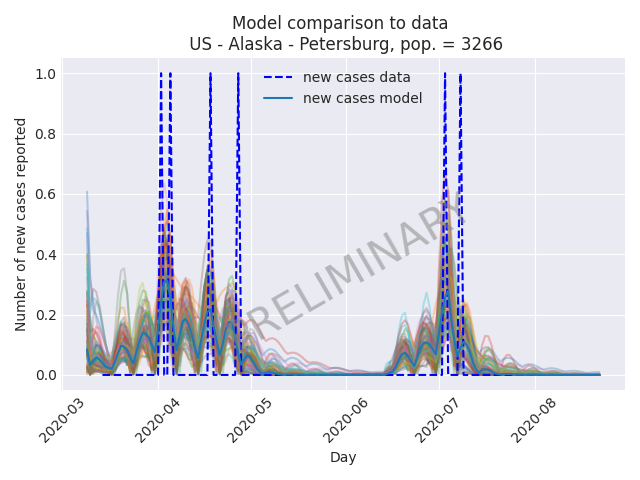 Model comparison to data
US - Alaska - Petersburg, pop. = 3266
new cases data
new cases model
PRELIMINARY
Number of new cases reported
1.0
0.8
0.6
0.4
0.2
0.0
2020-03
2020-04
2020-05
2020-06
2020-07
2020-08
Day